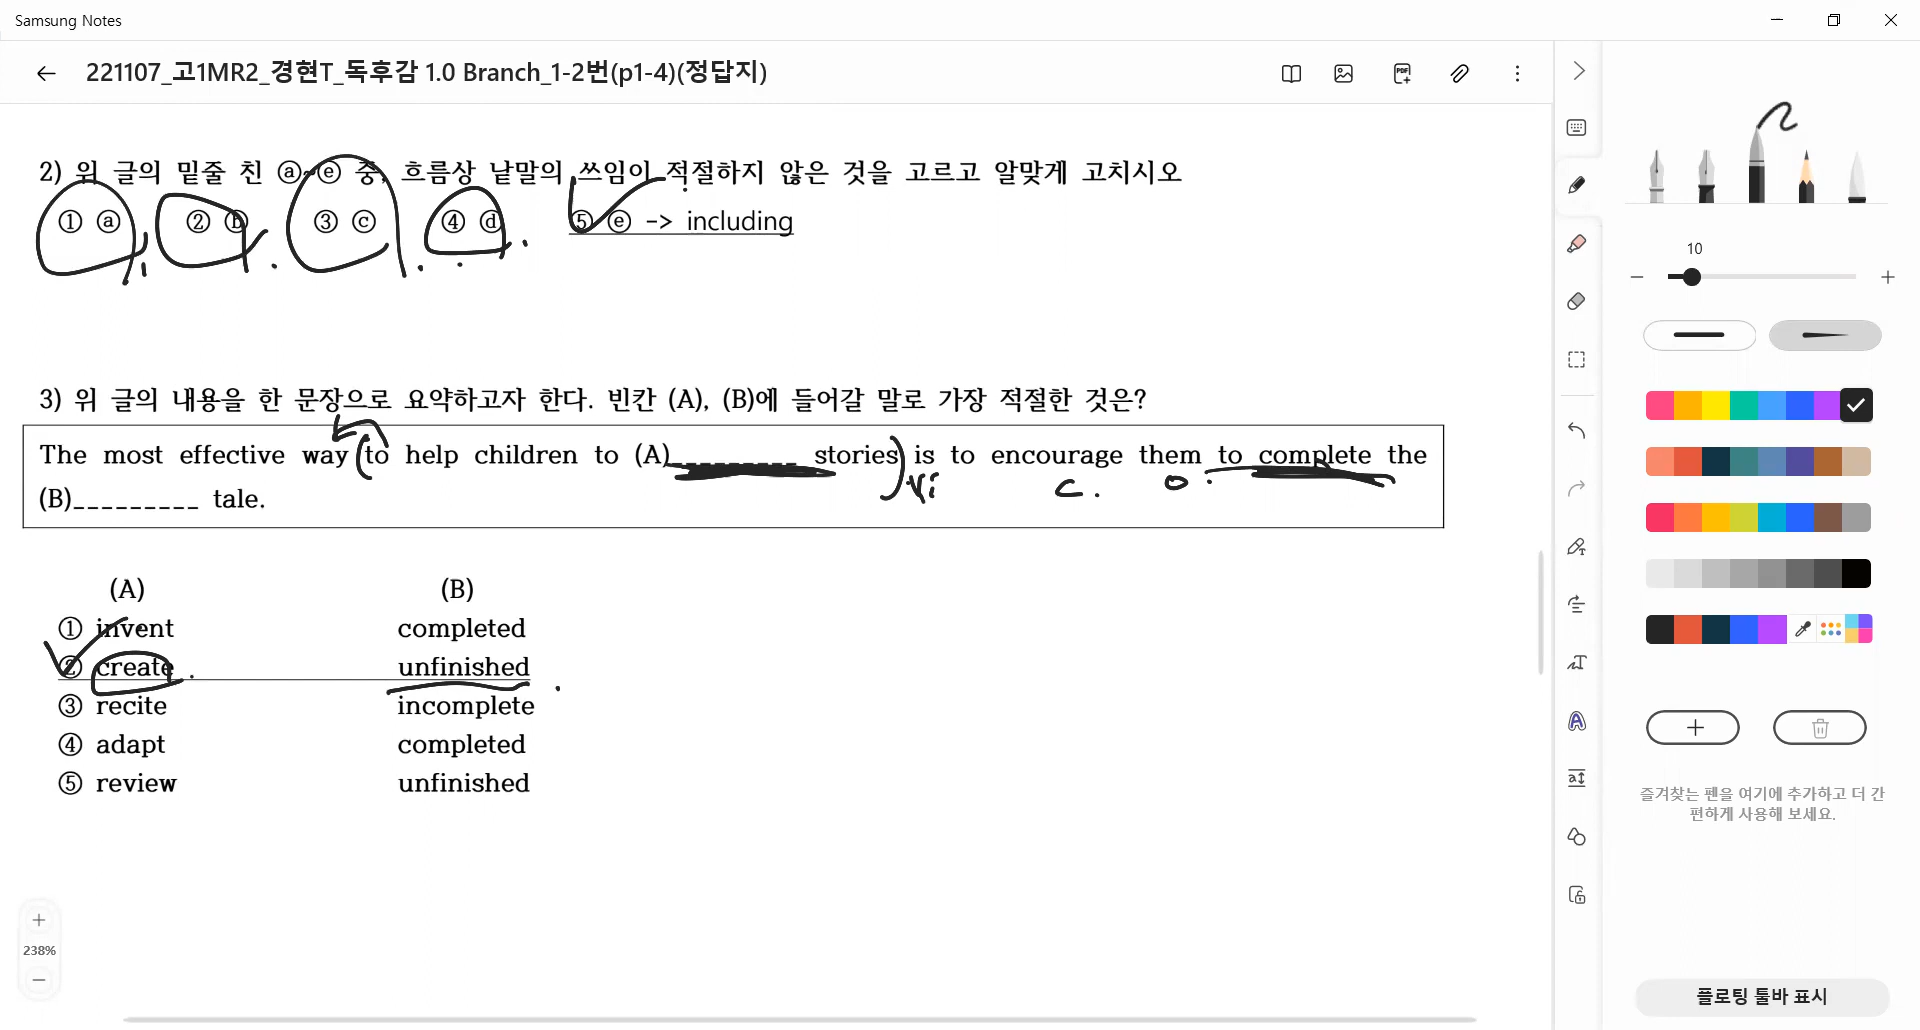 Samsung Notes
221107_고1MR2_경현T_독후감 1.0 Branch_1-2번(p1-4)(정답지)
2) 위 글의 밑줄 친 ⓐ~ⓔ 중, 흐름상 낱말의 쓰임이 적절하지 않은 것을 고르고 알맞게 고치시오
① ⓐ ② ⓑ ③ ⓒ ④ ⓓ ⑤ ⓔ -> including
3) 위 글의 내용을 한 문장으로 요약하고자 한다. 빈칸 (A), (B)에 들어갈 말로 가장 적절한 것은?
The most effective way to help children to (A)_________ stories is to encourage them to complete the
Vi C. O.
(B)_________ tale.
(A) (B)
① invent completed
② create unfinished
③ recite incomplete
④ adapt completed
⑤ review unfinished
238%
PDF
10
즐겨찾는 펜을 여기에 추가하고 더 간
편하게 사용해 보세요.
플로팅 툴바 표시